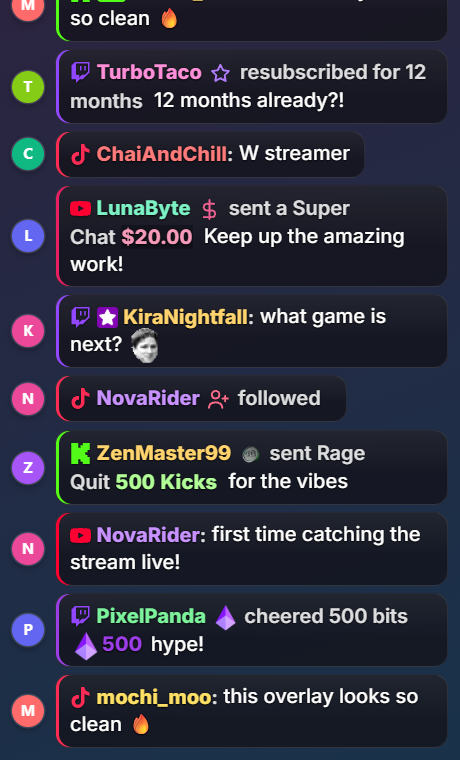 M
so clean 🔥
T
TurboTaco resubscribed for 12
months 12 months already?!
C
ChaiAndChill: W streamer
L
LunaByte sent a Super
Chat $20.00 Keep up the amazing
work!
K
KiraNightfall: what game is
next?
N
NovaRider followed
Z
ZenMaster99 sent Rage
Quit 500 Kicks for the vibes
N
NovaRider: first time catching the
stream live!
P
PixelPanda cheered 500 bits
500 hype!
M
mochi_moo: this overlay looks so
clean 🔥